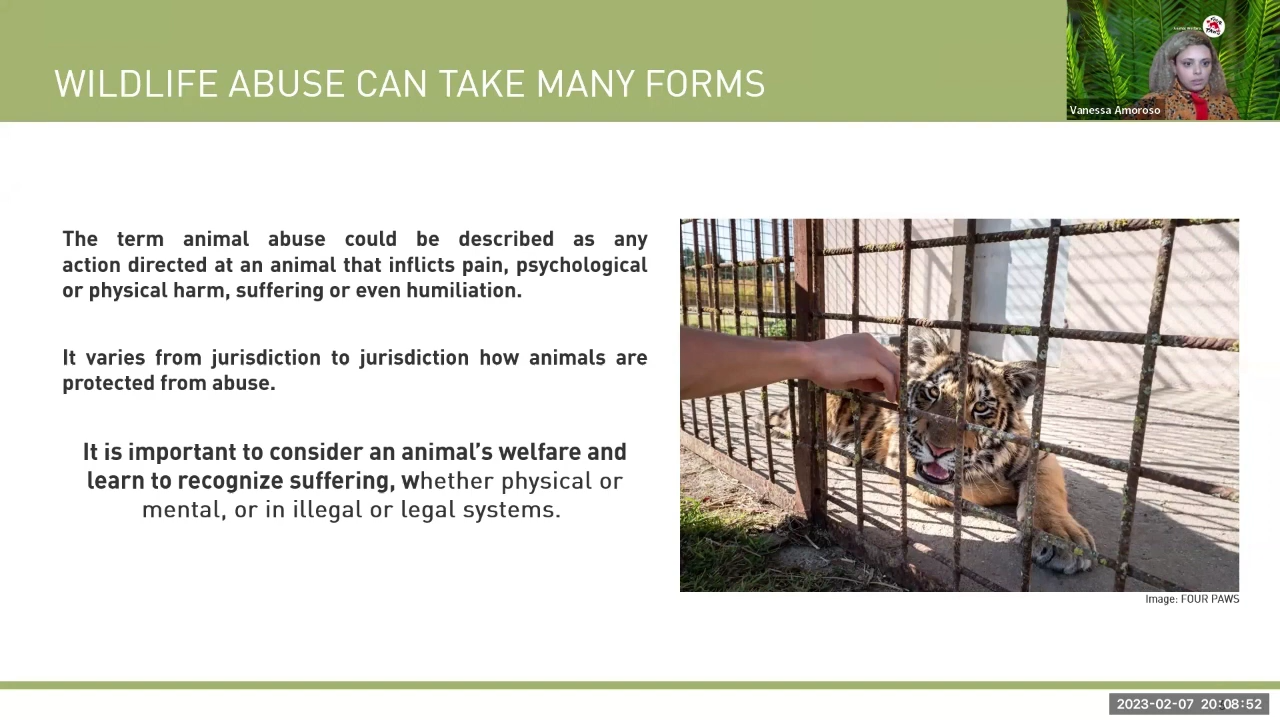 WILDLIFE ABUSE CAN TAKE MANY FORMS
Vanessa Amoroso
The term animal abuse could be described as any
action directed at an animal that inflicts pain, psychological
or physical harm, suffering or even humiliation.
It varies from jurisdiction to jurisdiction how animals are
protected from abuse.
It is important to consider an animal’s welfare and
learn to recognize suffering, whether physical or
mental, or in illegal or legal systems.
Image: FOUR PAWS
2023-02-07 20:08:52